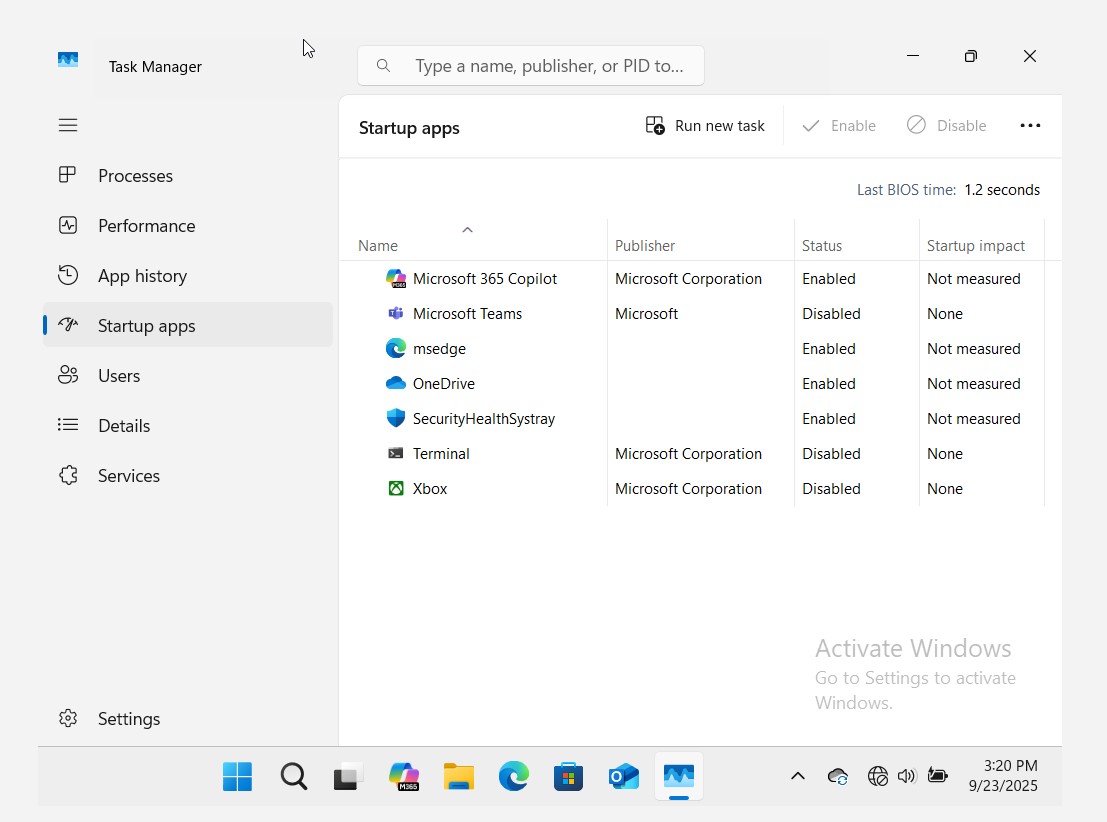 Task Manager
Type a name, publisher, or PID to...
Startup apps
Run new task
Enable
Disable
Processes
Performance
App history
Startup apps
Users
Details
Services
Settings
Last BIOS time: 1.2 seconds
Name Publisher Status Startup impact
Microsoft 365 Copilot Microsoft Corporation Enabled Not measured
Microsoft Teams Microsoft Disabled None
msedge Enabled Not measured
OneDrive Enabled Not measured
SecurityHealthSystray Enabled Not measured
Terminal Microsoft Corporation Disabled None
Xbox Microsoft Corporation Disabled None
Activate Windows
Go to Settings to activate
Windows.
M365
3:20 PM
9/23/2025